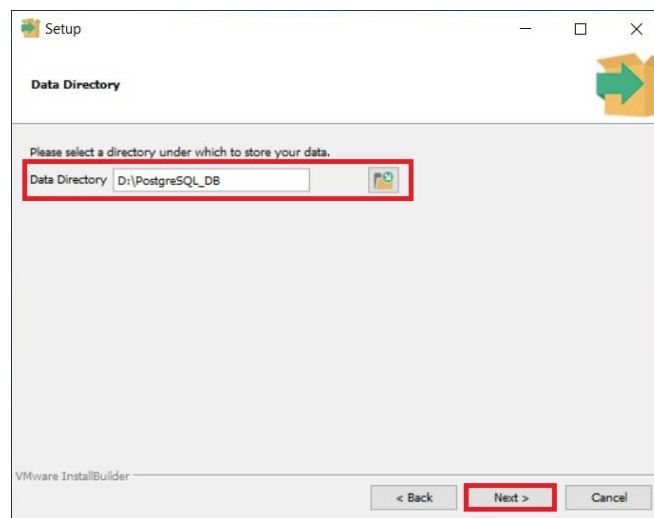 Setup
Data Directory
Please select a directory under which to store your data.
Data Directory D:\PostgreSQL_DB
VMware InstallBuilder
< Back Next > Cancel